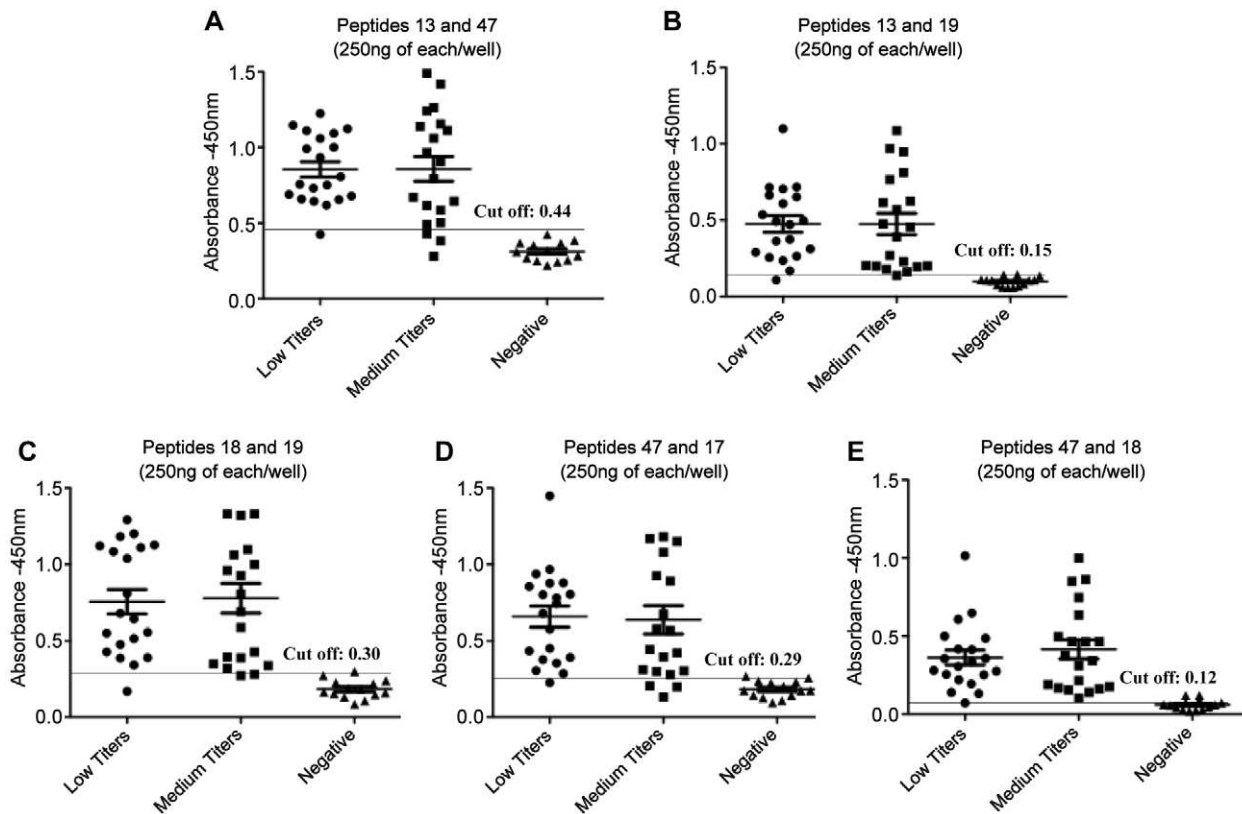 A
Peptides 13 and 47
(250ng of each/well)
Absorbance -450nm
1.5
1.0
0.5
0.0
Cut off: 0.44
Low Titers
Medium Titers
Negative
B
Peptides 13 and 19
(250ng of each/well)
Absorbance -450nm
1.5
1.0
0.5
0.0
Cut off: 0.15
Low Titers
Medium Titers
Negative
C
Peptides 18 and 19
(250ng of each/well)
Absorbance -450nm
1.5
1.0
0.5
0.0
Cut off: 0.30
Low Titers
Medium Titers
Negative
D
Peptides 47 and 17
(250ng of each/well)
Absorbance -450nm
1.5
1.0
0.5
0.0
Cut off: 0.29
Low Titers
Medium Titers
Negative
E
Peptides 47 and 18
(250ng of each/well)
Absorbance -450nm
1.5
1.0
0.5
0.0
Cut off: 0.12
Low Titers
Medium Titers
Negative